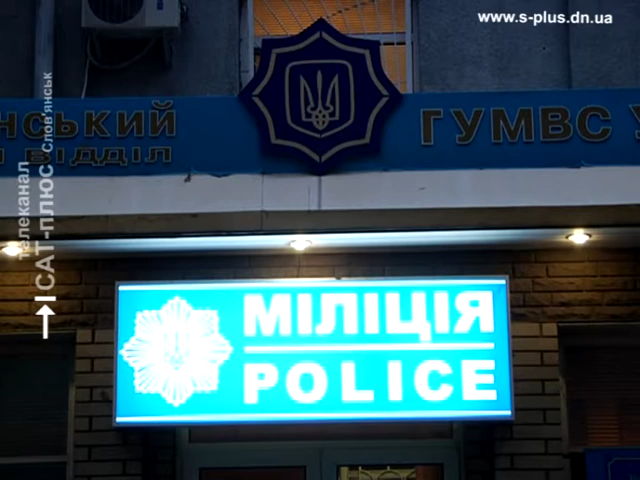 www.s-plus.dn.ua
НСЬКИЙ
ВІДДІЛ
ГУМВС У
МІЛІЦІЯ
POLICE
телеканал
САТ-ПЛЮС Слов'янськ